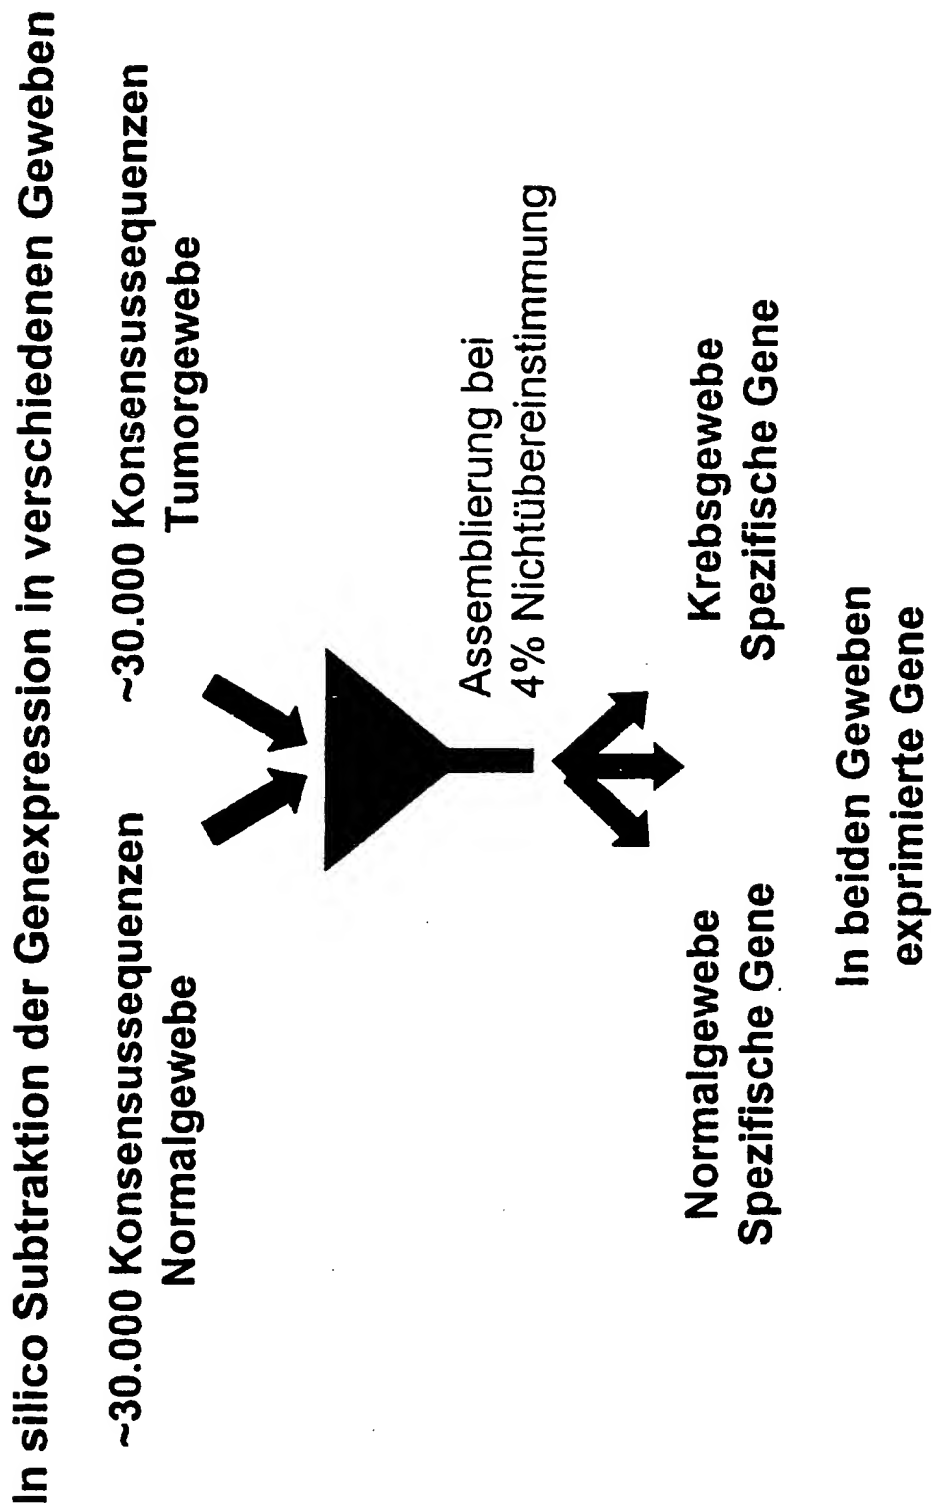 In silico Subtraktion der Genexpression in verschiedenen Geweben
~30.000 Konsensussequenzen
Normalgewebe
~30.000 Konsensussequenzen
Tumorgewebe
Assemblierung bei
4% Nichtübereinstimmung
Normalgewebe
Spezifische Gene
Krebsgewebe
Spezifische Gene
In beiden Geweben
exprimierte Gene